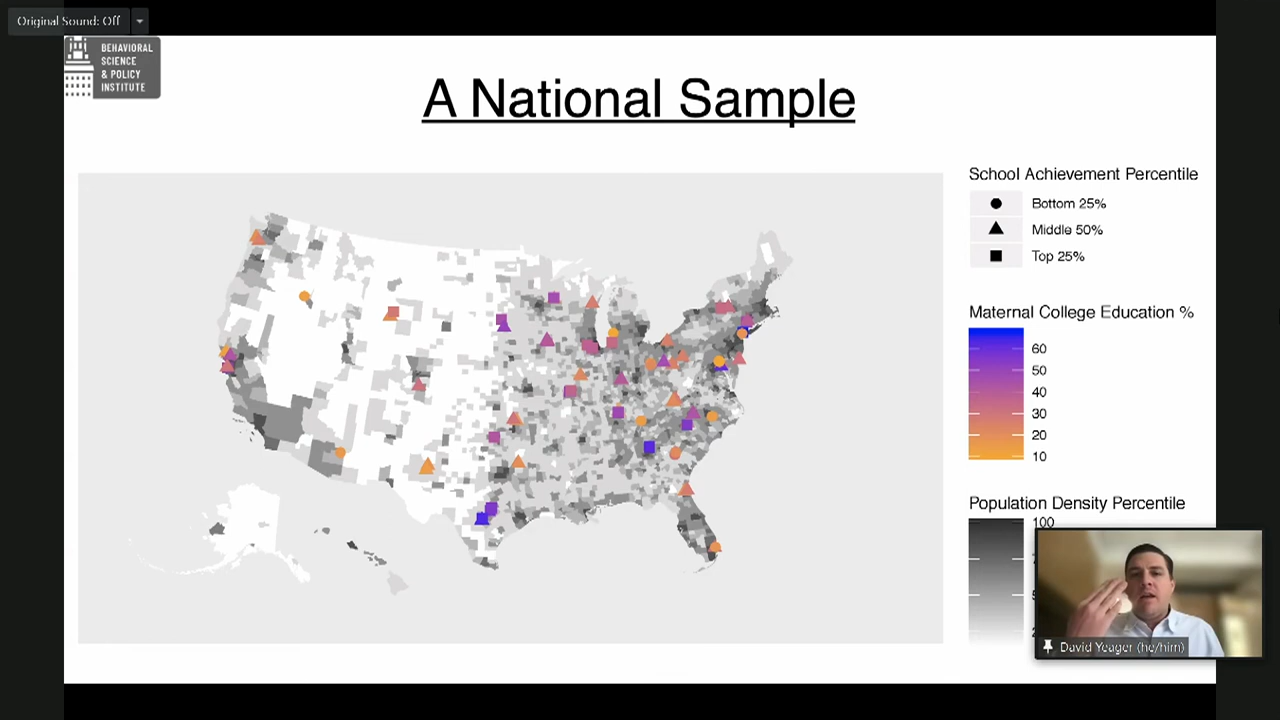 Original Sound: Off
BEHAVIORAL
SCIENCE
& POLICY
INSTITUTE
A National Sample
School Achievement Percentile
Bottom 25%
Middle 50%
Top 25%
Maternal College Education %
60
50
40
30
20
10
Population Density Percentile
100
David Yeager (he/him)